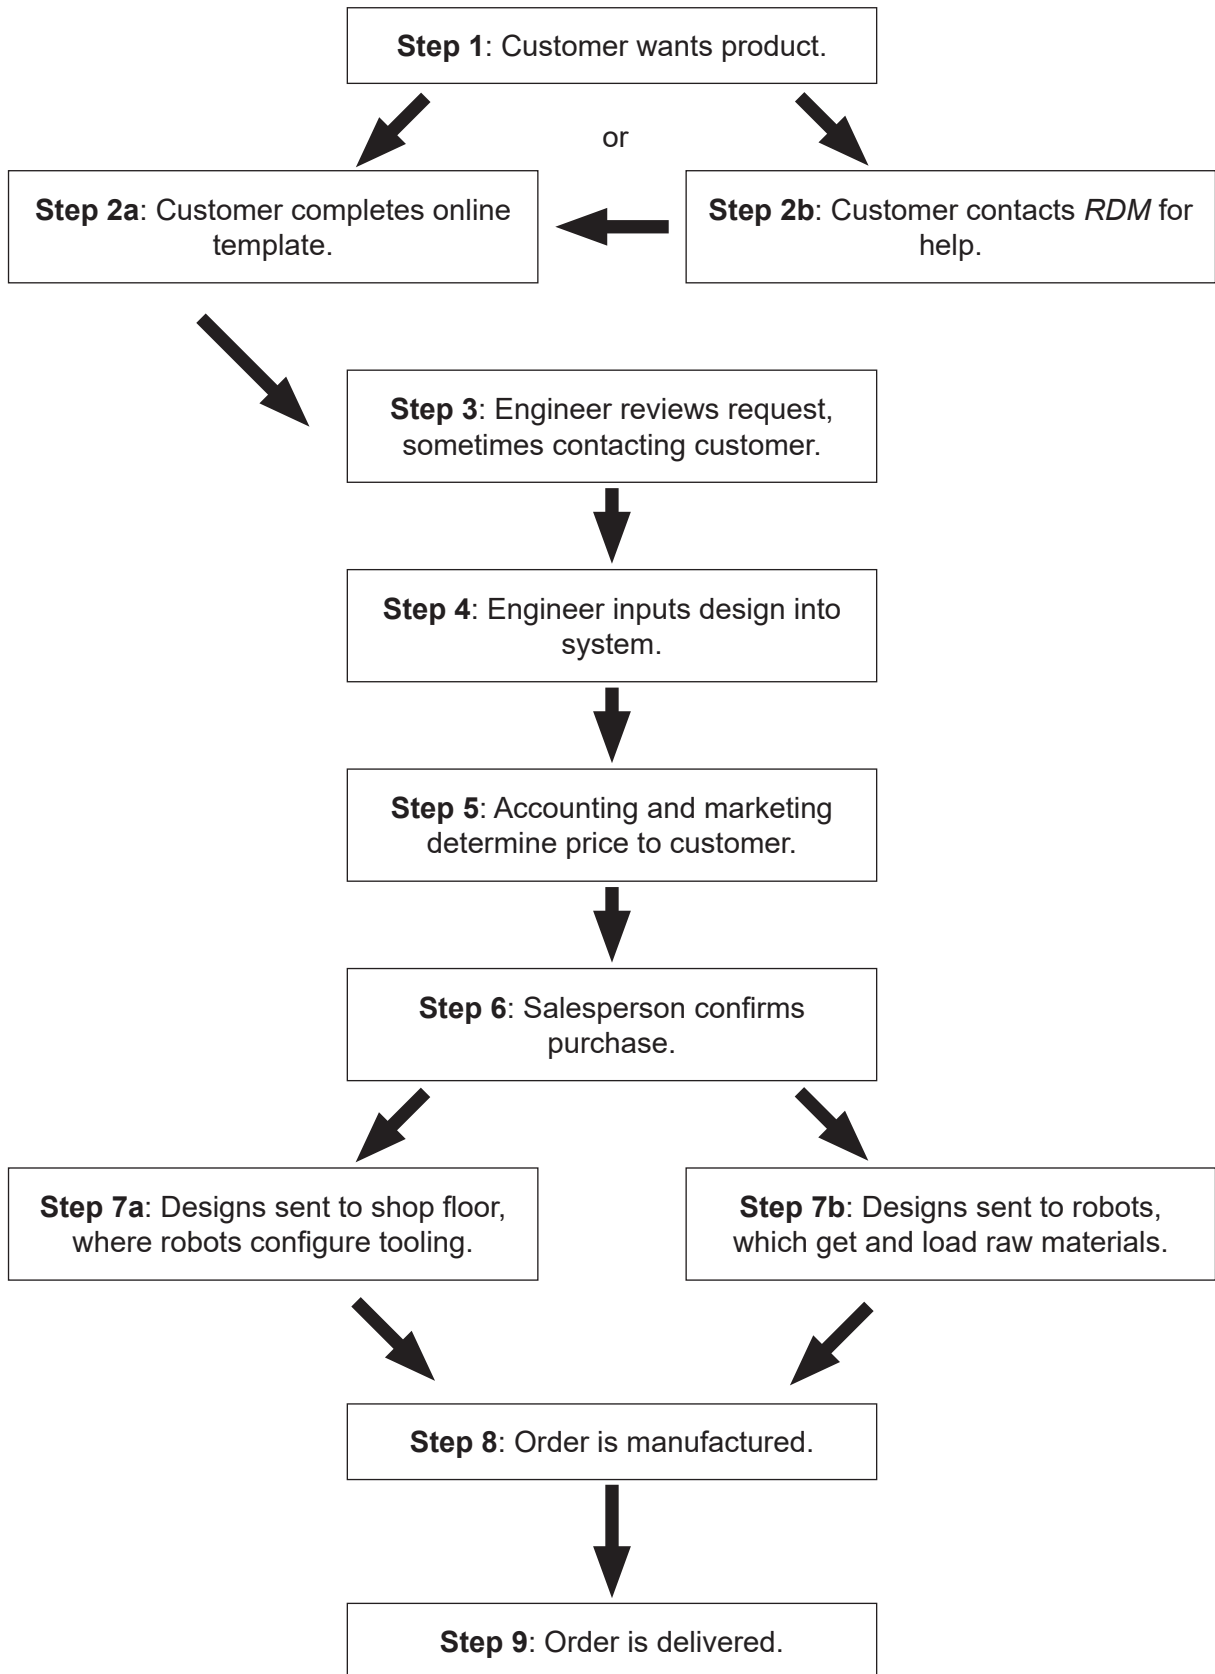 Step 1: Customer wants product.
or
Step 2a: Customer completes online
template.
Step 2b: Customer contacts RDM for
help.
Step 3: Engineer reviews request,
sometimes contacting customer.
Step 4: Engineer inputs design into
system.
Step 5: Accounting and marketing
determine price to customer.
Step 6: Salesperson confirms
purchase.
Step 7a: Designs sent to shop floor,
where robots configure tooling.
Step 7b: Designs sent to robots,
which get and load raw materials.
Step 8: Order is manufactured.
Step 9: Order is delivered.